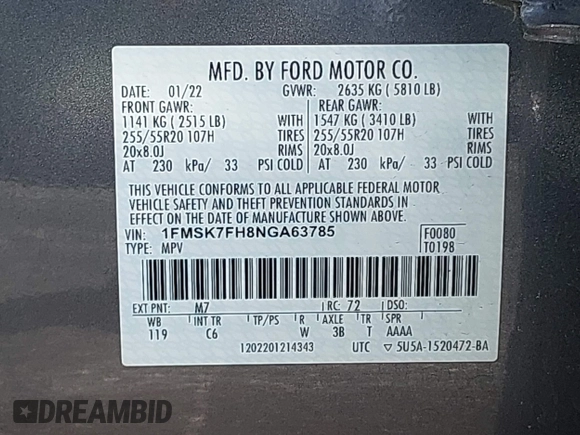 MFD. BY FORD MOTOR CO.
DATE: 01/22 GVWR: 2635 KG ( 5810 LB)
FRONT GAWR: REAR GAWR:
1141 KG ( 2515 LB) WITH 1547 KG ( 3410 LB) WITH
255/55R20 107H TIRES 255/55R20 107H TIRES
20x8.0J RIMS 20x8.0J RIMS
AT 230 kPa/ 33 PSI COLD AT 230 kPa/ 33 PSI COLD
THIS VEHICLE CONFORMS TO ALL APPLICABLE FEDERAL MOTOR
VEHICLE SAFETY AND THEFT PREVENTION STANDARDS IN
EFFECT ON THE DATE OF MANUFACTURE SHOWN ABOVE.
VIN: 1FMSK7FH8NGA63785 F0080
TYPE: MPV T0198
EXT PNT: M7 RC: 72 DSO:
WB INT TR TP/PS R AXLE TR SPR
119 C6 W 3B T AAAA
1202201214343 UTC ▽ 5U5A-1520472-BA
DREAMBID